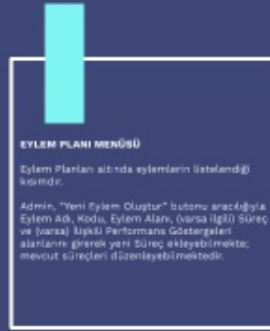 EYLEM PLANI MENÜSÜ
Eylem Planları altında eylemlerin listelendiği
kısımdır.
Admin, "Yeni Eylem Oluştur" butonu aracılığıyla
Eylem Adı, Kodu, Eylem Alanı, (varsa ilgili) Süreç
ve (varsa) İlişkili Performans Göstergeleri
alanlarını girerek yeni Süreç ekleyebilmekte;
mevcut süreçleri düzenleyebilmektedir.